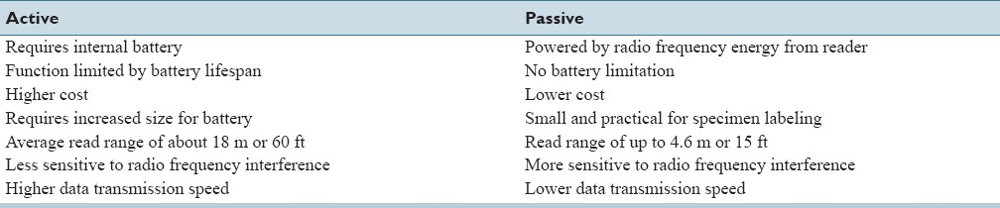 Active Passive
Requires internal battery Powered by radio frequency energy from reader
Function limited by battery lifespan No battery limitation
Higher cost Lower cost
Requires increased size for battery Small and practical for specimen labeling
Average read range of about 18 m or 60 ft Read range of up to 4.6 m or 15 ft
Less sensitive to radio frequency interference More sensitive to radio frequency interference
Higher data transmission speed Lower data transmission speed